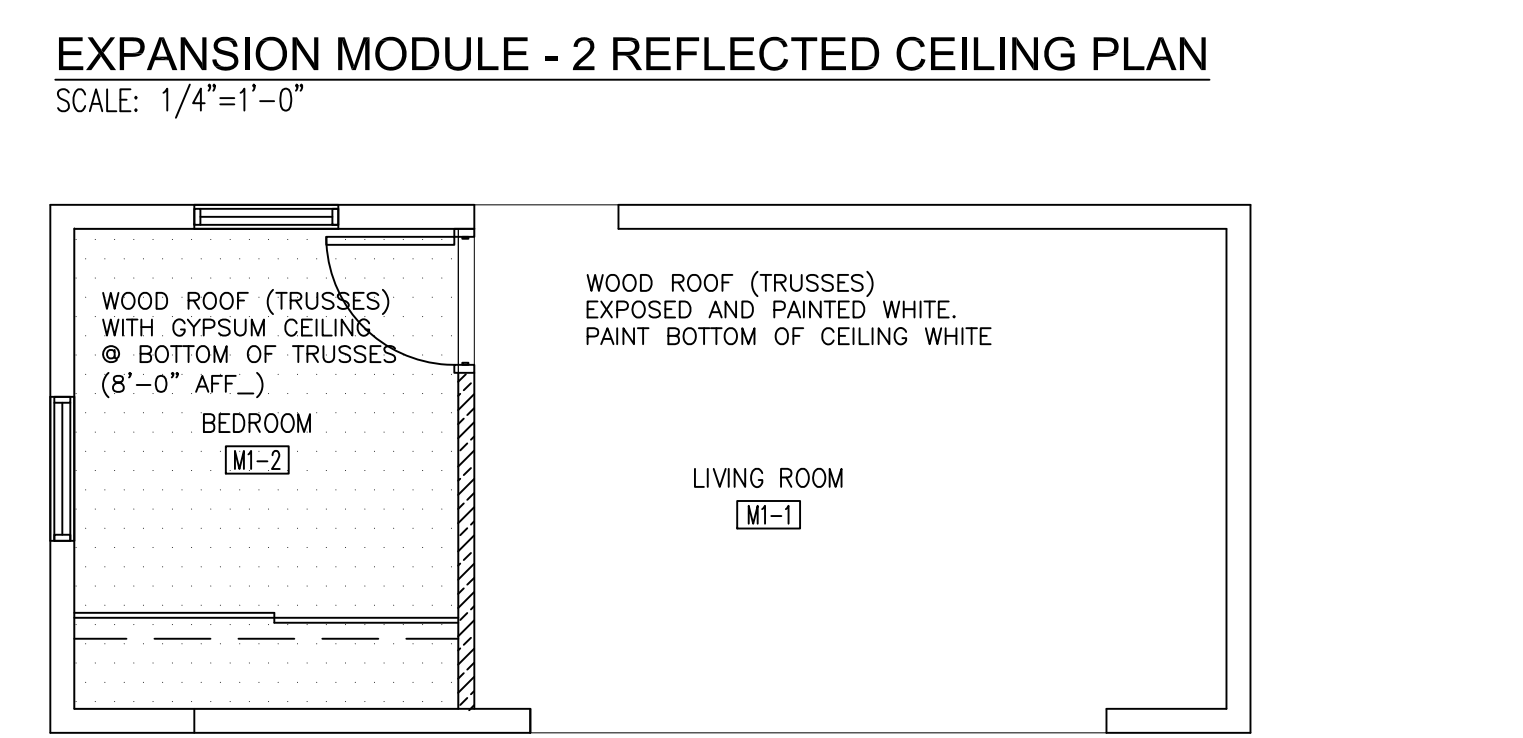 EXPANSION MODULE - 2 REFLECTED CEILING PLAN
SCALE: 1/4"=1'-0"
WOOD ROOF (TRUSSES)
WITH GYPSUM CEILING
@ BOTTOM OF TRUSSES
(8'-0" AFF_)
BEDROOM
M1-2
WOOD ROOF (TRUSSES)
EXPOSED AND PAINTED WHITE.
PAINT BOTTOM OF CEILING WHITE
LIVING ROOM
M1-1